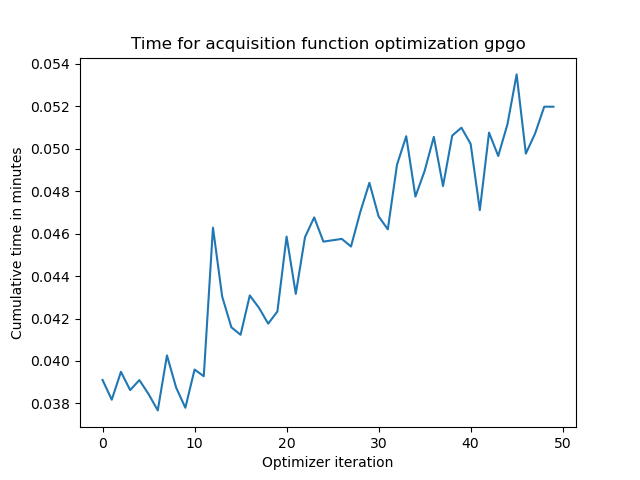 Time for acquisition function optimization gpgo
Cumulative time in minutes
0.054
0.052
0.050
0.048
0.046
0.044
0.042
0.040
0.038
0 10 20 30 40 50
Optimizer iteration